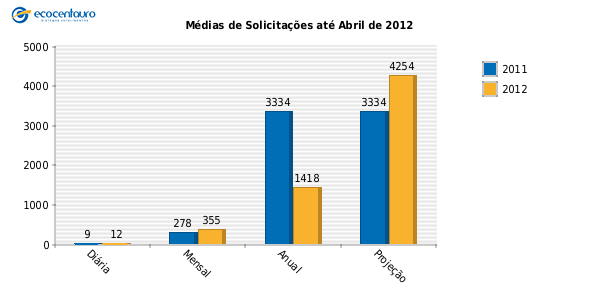 ecocentauro
Médias de Solicitações até Abril de 2012
5000
4000
3000
2000
1000
0
9
12
278
355
3334
1418
3334
4254
Diária
Mensal
Anual
Projeção
2011
2012